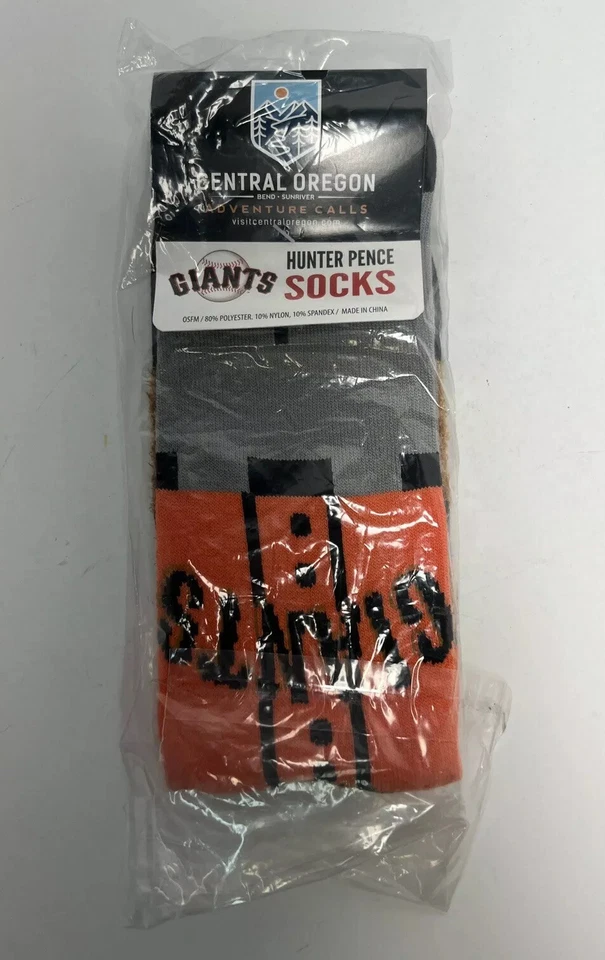 CENTRAL OREGON
BEND • SUNRIVER
ADVENTURE CALLS
visitcentraloregon.com
GIANTS
HUNTER PENCE
SOCKS
OSFM / 80% POLYESTER, 10% NYLON, 10% SPANDEX / MADE IN CHINA
GIANTS